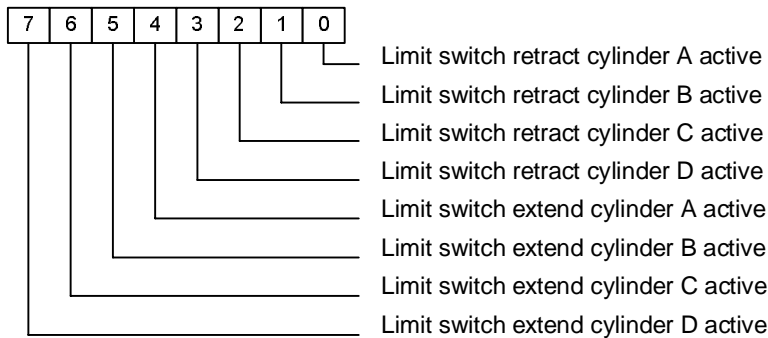 7 6 5 4 3 2 1 0
Limit switch retract cylinder A active
Limit switch retract cylinder B active
Limit switch retract cylinder C active
Limit switch retract cylinder D active
Limit switch extend cylinder A active
Limit switch extend cylinder B active
Limit switch extend cylinder C active
Limit switch extend cylinder D active